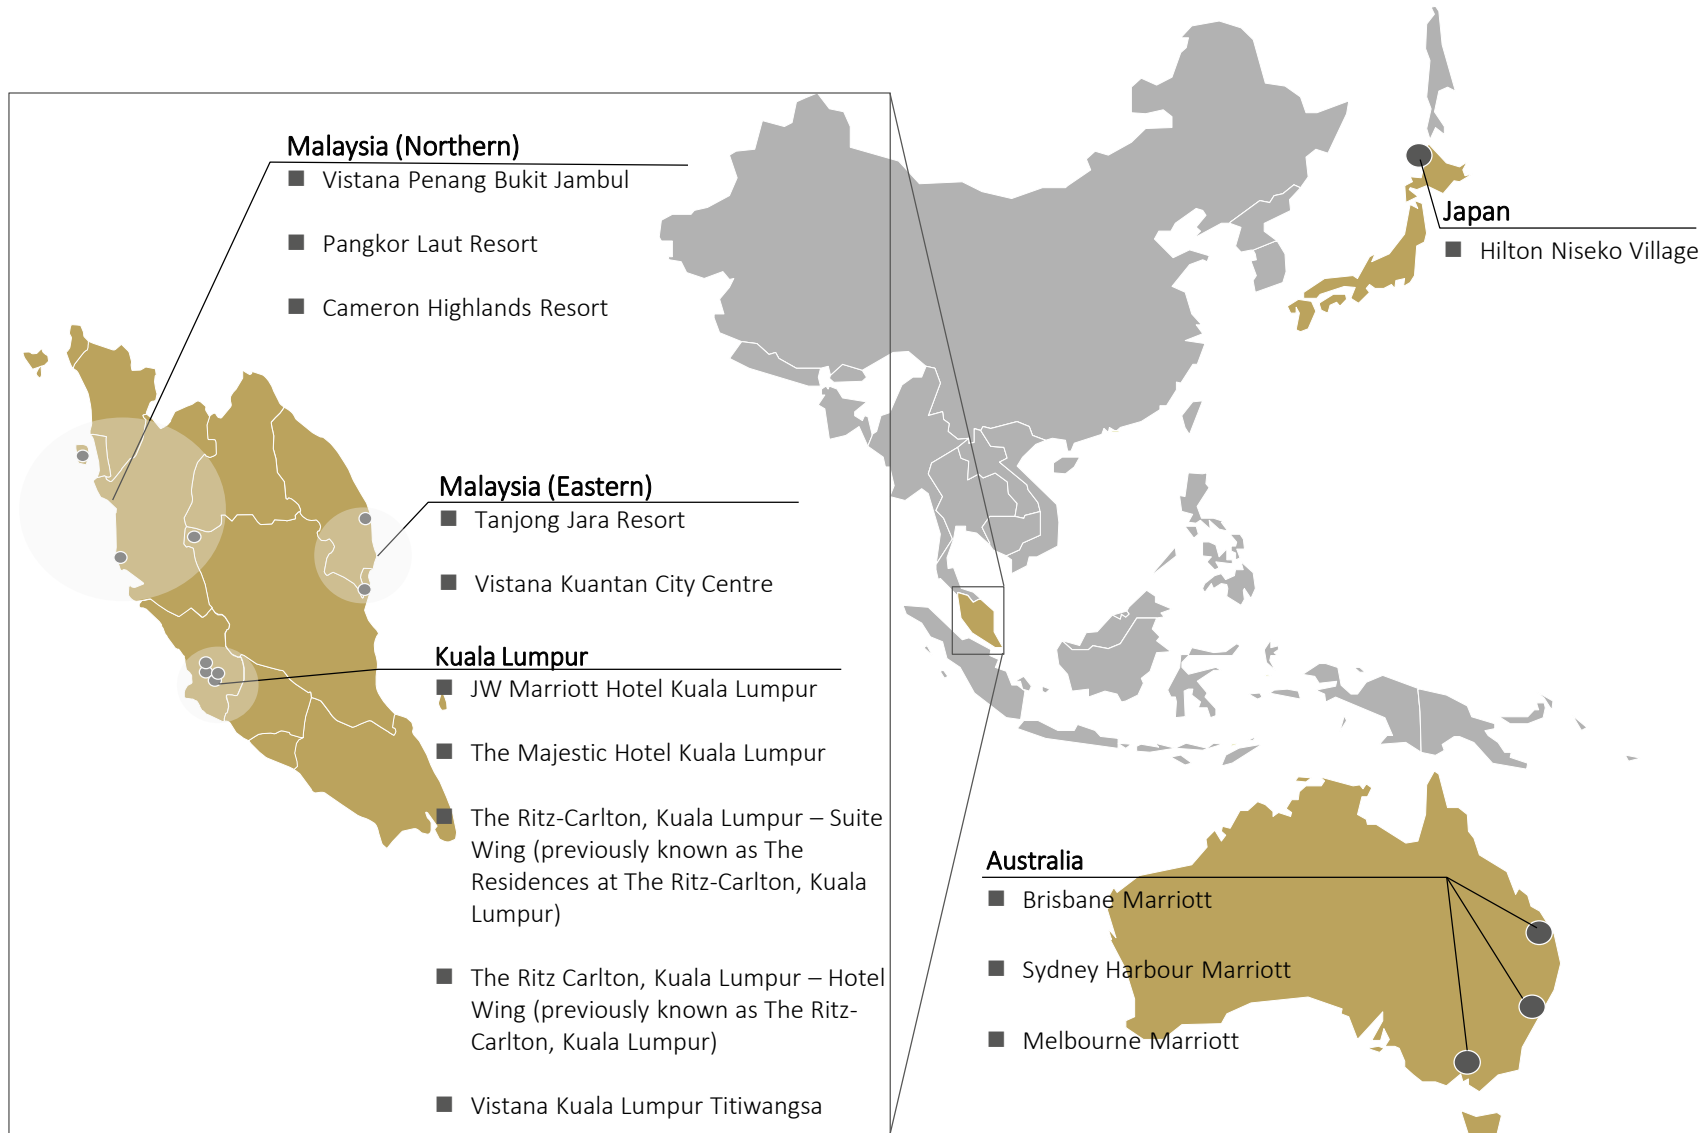 Malaysia (Northern)
Vistana Penang Bukit Jambul
Pangkor Laut Resort
Cameron Highlands Resort
Malaysia (Eastern)
Tanjong Jara Resort
Vistana Kuantan City Centre
Kuala Lumpur
JW Marriott Hotel Kuala Lumpur
The Majestic Hotel Kuala Lumpur
The Ritz-Carlton, Kuala Lumpur – Suite
Wing (previously known as The
Residences at The Ritz-Carlton, Kuala
Lumpur)
The Ritz Carlton, Kuala Lumpur – Hotel
Wing (previously known as The Ritz-
Carlton, Kuala Lumpur)
Vistana Kuala Lumpur Titiwangsa
Japan
Hilton Niseko Village
Australia
Brisbane Marriott
Sydney Harbour Marriott
Melbourne Marriott